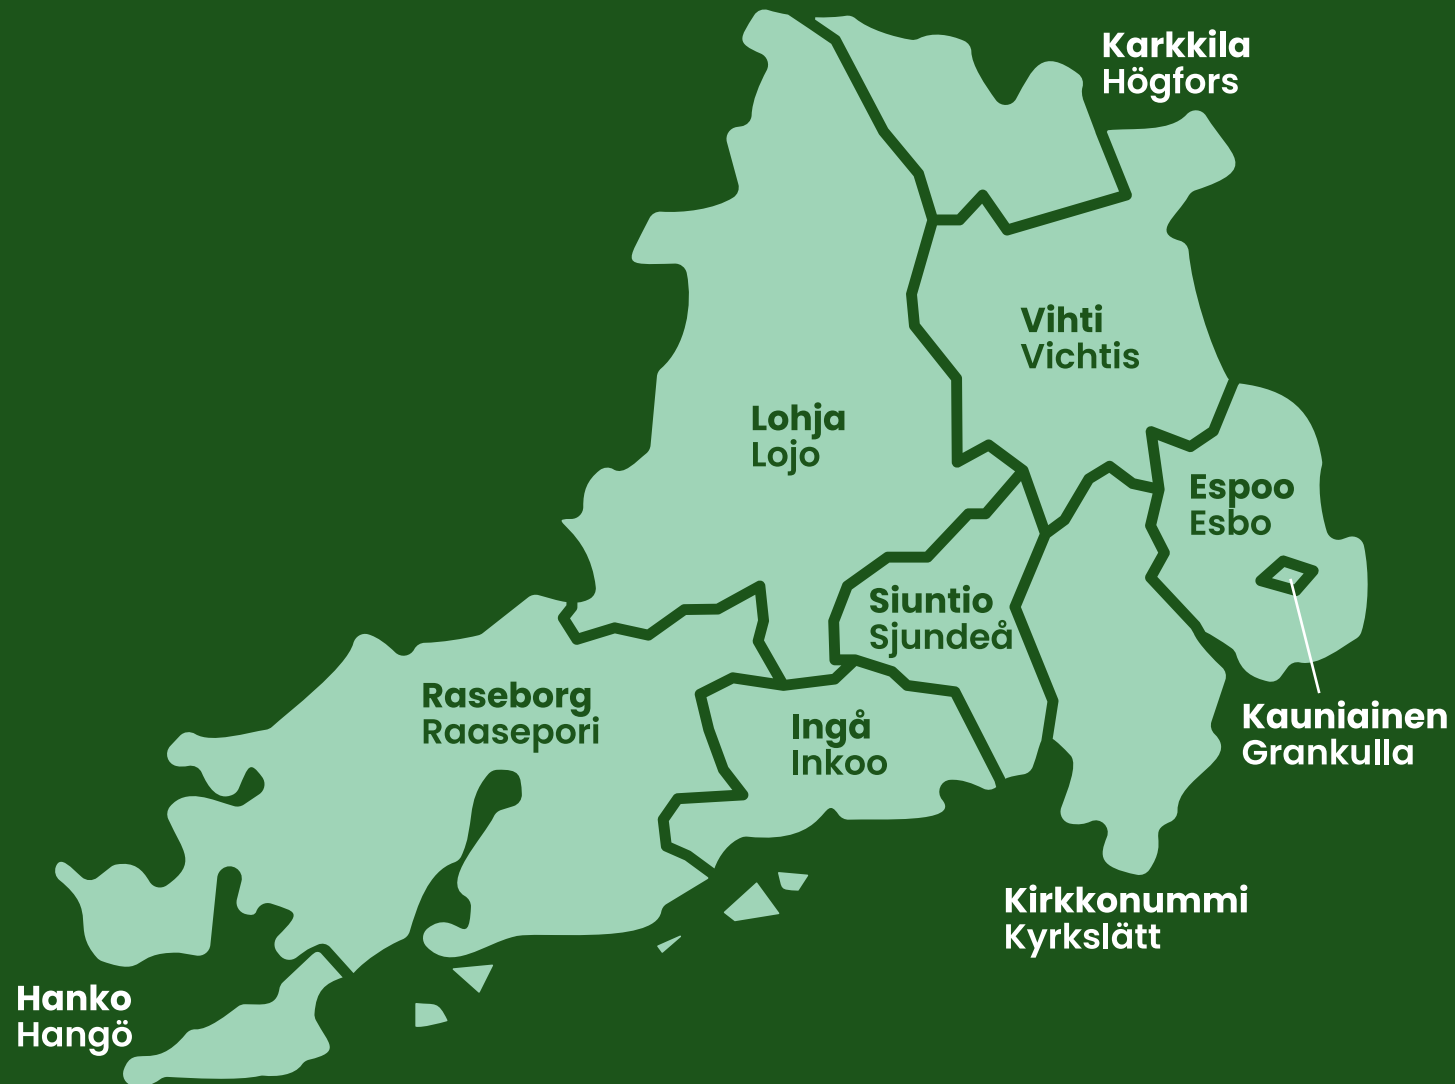 Karkkila
Högfors
Vihti
Vichtis
Lohja
Lojo
Espoo
Esbo
Siuntio
Sjundeå
Raseborg
Raasepori
Ingå
Inkoo
Kauniainen
Grankulla
Kirkkonummi
Kyrkslätt
Hanko
Hangö